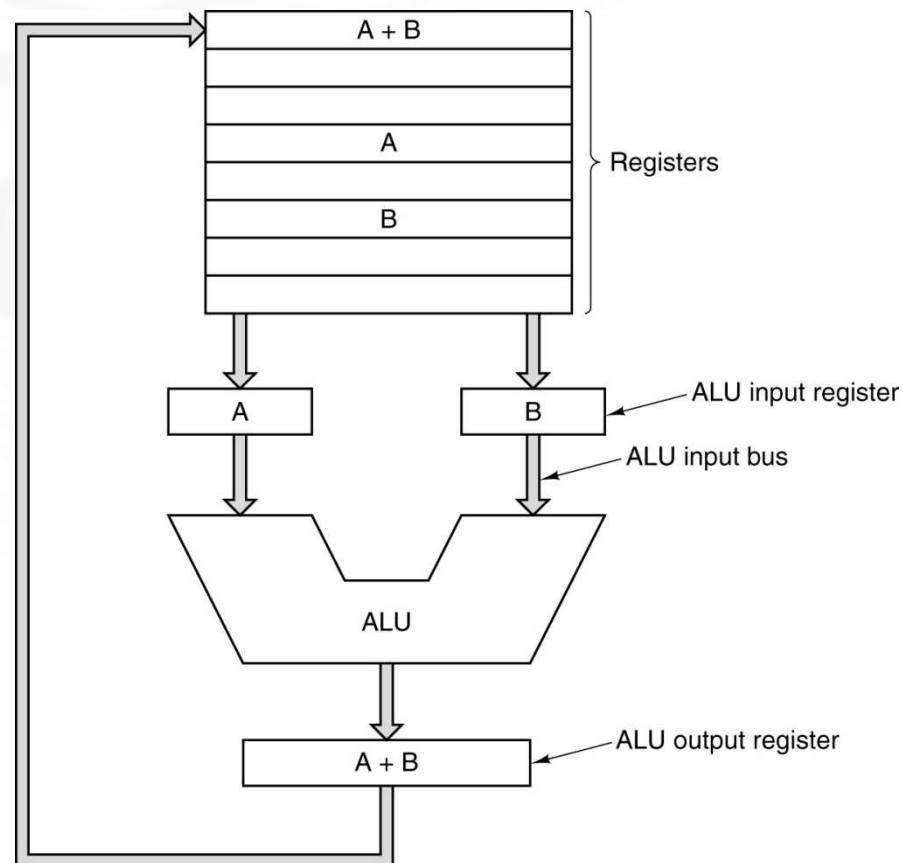 A + B
A
Registers
B
A
B
ALU input register
ALU input bus
ALU
ALU output register
A + B